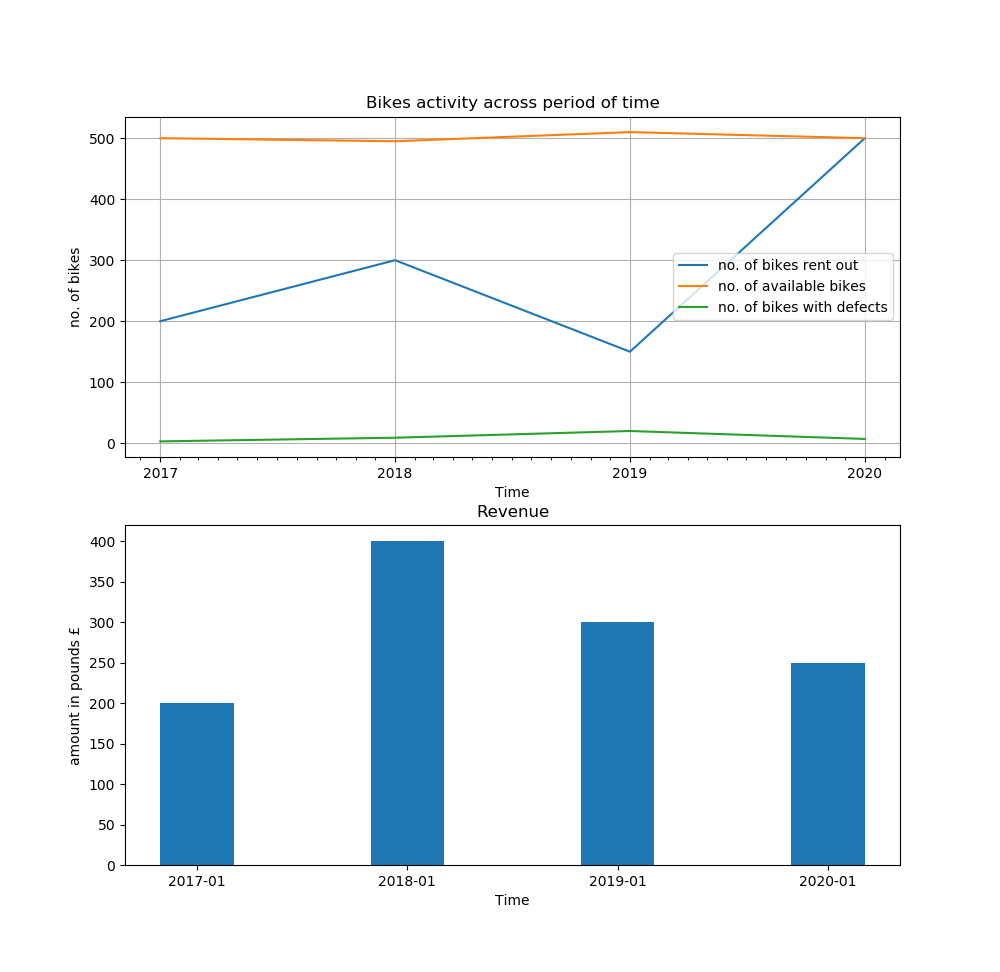 Bikes activity across period of time
500
400
300
200
100
0
no. of bikes
no. of bikes rent out
no. of available bikes
no. of bikes with defects
2017 2018 2019 2020
Time
Revenue
400
350
300
250
200
150
100
50
0
amount in pounds £
2017-01 2018-01 2019-01 2020-01
Time